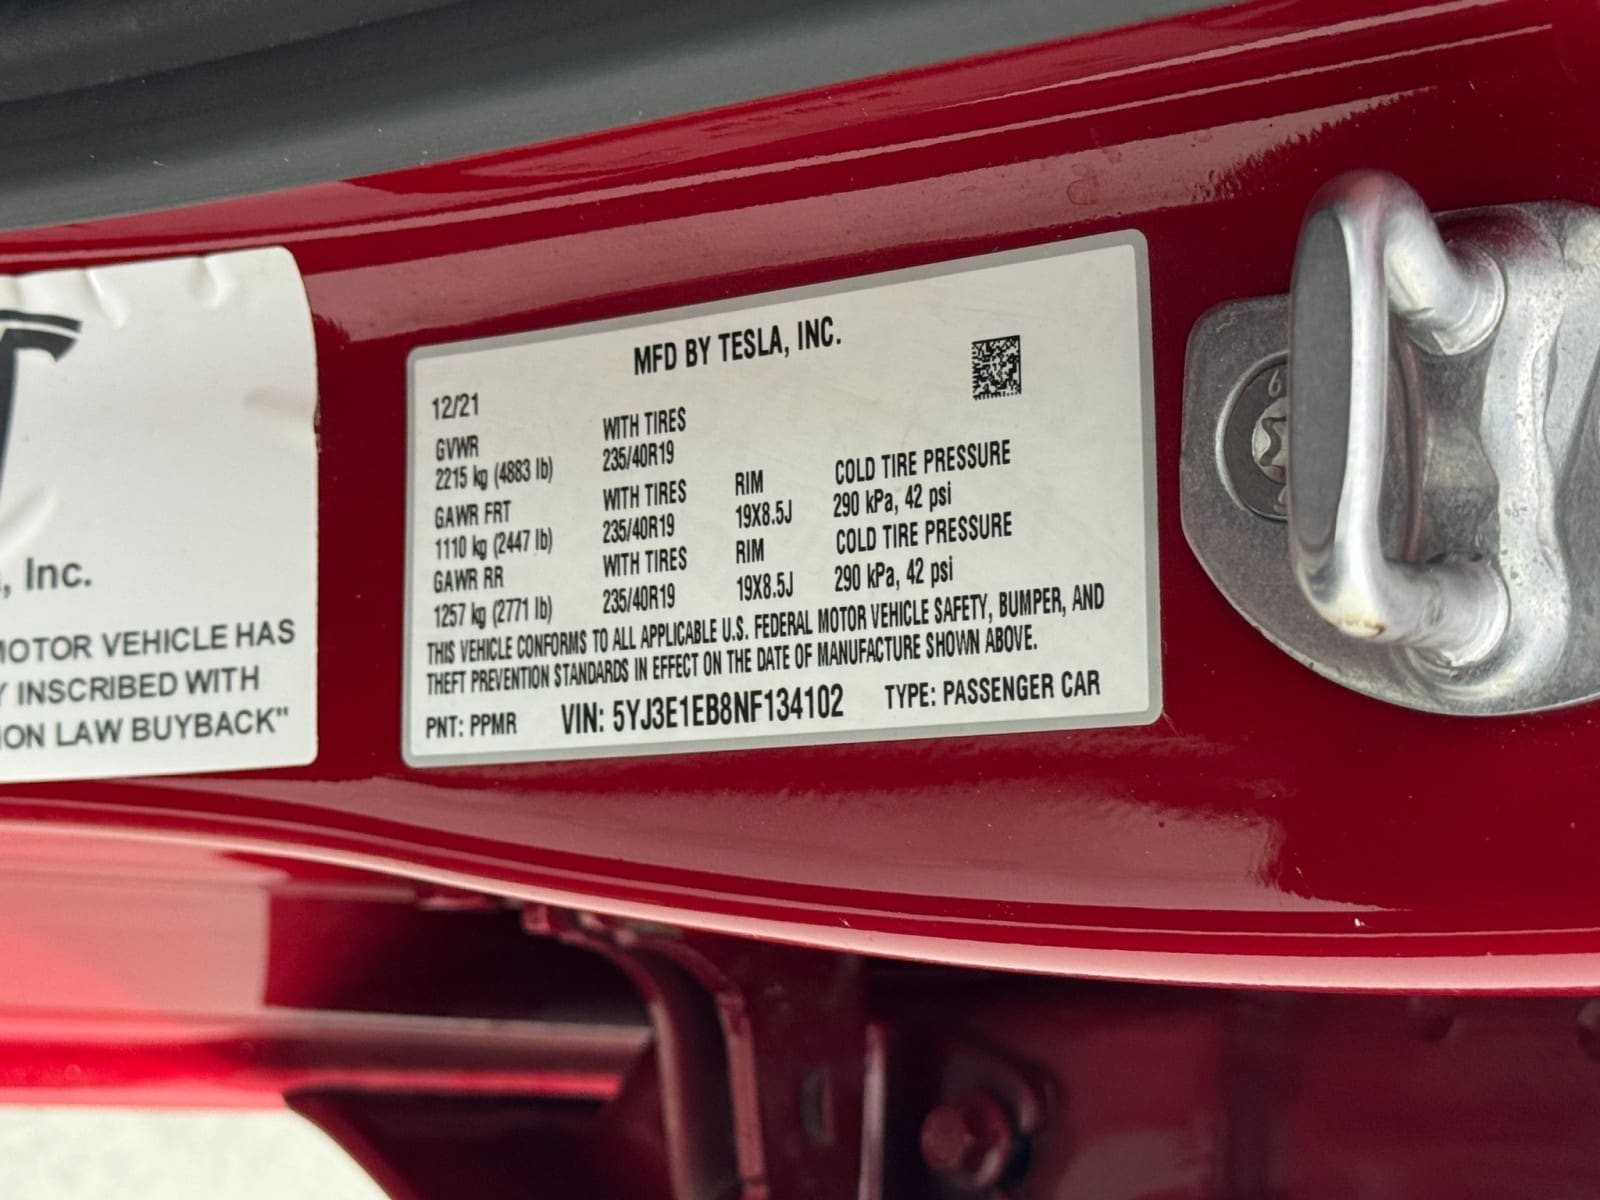 MFD BY TESLA, INC.
12/21
GVWR WITH TIRES
2215 kg (4883 lb) 235/40R19
GAWR FRT WITH TIRES RIM COLD TIRE PRESSURE
1110 kg (2447 lb) 235/40R19 19X8.5J 290 kPa, 42 psi
GAWR RR WITH TIRES RIM COLD TIRE PRESSURE
1257 kg (2771 lb) 235/40R19 19X8.5J 290 kPa, 42 psi
THIS VEHICLE CONFORMS TO ALL APPLICABLE U.S. FEDERAL MOTOR VEHICLE SAFETY, BUMPER, AND
THEFT PREVENTION STANDARDS IN EFFECT ON THE DATE OF MANUFACTURE SHOWN ABOVE.
PNT: PPMR VIN: 5YJ3E1EB8NF134102 TYPE: PASSENGER CAR
, Inc.
MOTOR VEHICLE HAS
Y INSCRIBED WITH
ION LAW BUYBACK"